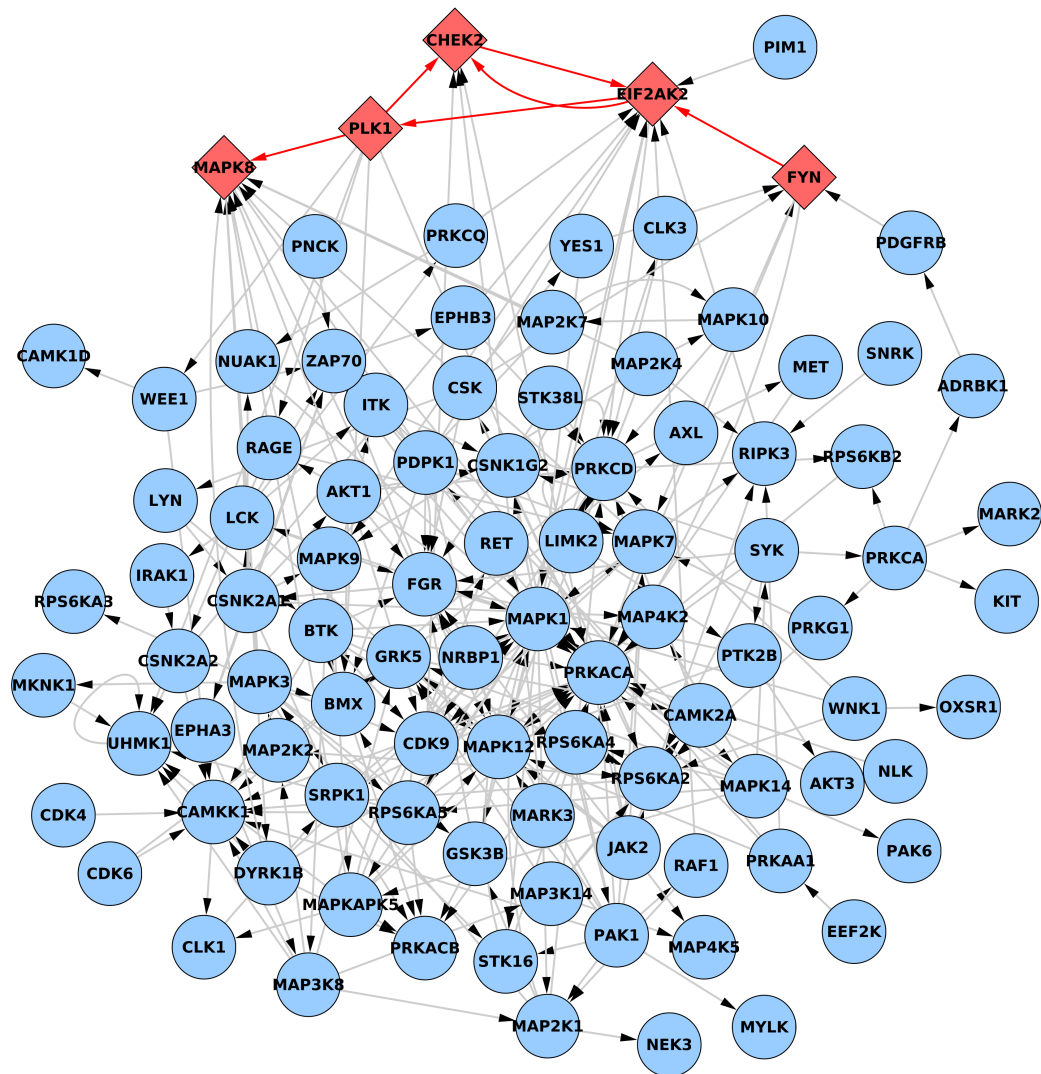 CHEK2
PIM1
EIF2AK2
PLK1
MAPK8
FYN
PRKCQ
CLK3
PNCK
YES1
PDGFRB
EPHB3
MAP2K7
MAPK10
CAMK1D
NUAK1
ZAP70
MAP2K4
MET
SNRK
WEE1
ITK
CSK
STK38L
ADRBK1
RAGE
PDPK1
CSNK1G2
PRKCD
AXL
RIPK3
RPS6KB2
LYN
AKT1
LCK
MAPK9
RET
LIMK2
MAPK7
SYK
PRKCA
MARK2
IRAK1
RPS6KA3
CSNK2A1
FGR
KIT
BTK
MAPK1
MAP4K2
PRKG1
CSNK2A2
GRK5
NRBP1
PRKACA
PTK2B
MKNK1
MAPK3
BMX
CAMK2A
WNK1
OXSR1
UHMK1
EPHA3
MAP2K2
CDK9
MAPK12
RPS6KA4
RPS6KA2
MAPK14
AKT3
NLK
CDK4
CAMKK1
SRPK1
RPS6KA5
MARK3
CDK6
DYRK1B
GSK3B
JAK2
RAF1
PRKAA1
PAK6
MAPKAPK5
MAP3K14
CLK1
PRKACB
STK16
PAK1
MAP4K5
EEF2K
MAP3K8
MAP2K1
NEK3
MYLK